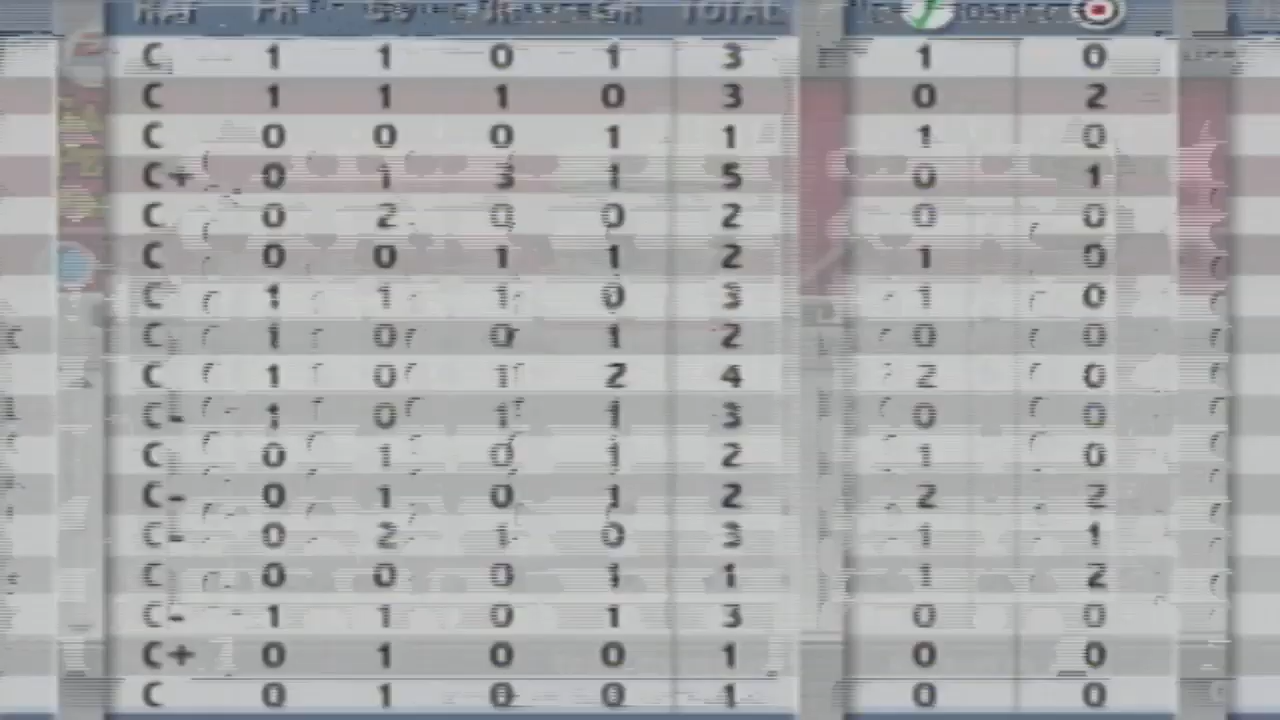 RAT FR SO JR SR TOTAL
C 1 1 0 1 3 1 0
C 1 1 1 0 3 0 2
C 0 0 0 1 1 1 0
C+ 0 1 3 1 5 0 1
C 0 2 0 0 2 0 0
C 0 0 1 1 2 1 0
C 1 1 1 0 3 1 0
C 1 0 0 1 2 0 0
C 1 0 1 2 4 2 0
C- 1 0 1 1 3 0 0
C 0 1 0 1 2 1 0
C- 0 1 0 1 2 2 2
C- 0 2 1 0 3 1 1
C 0 0 0 1 1 1 2
C- 1 1 0 1 3 0 0
C+ 0 1 0 0 1 0 0
C 0 1 0 0 1 0 0